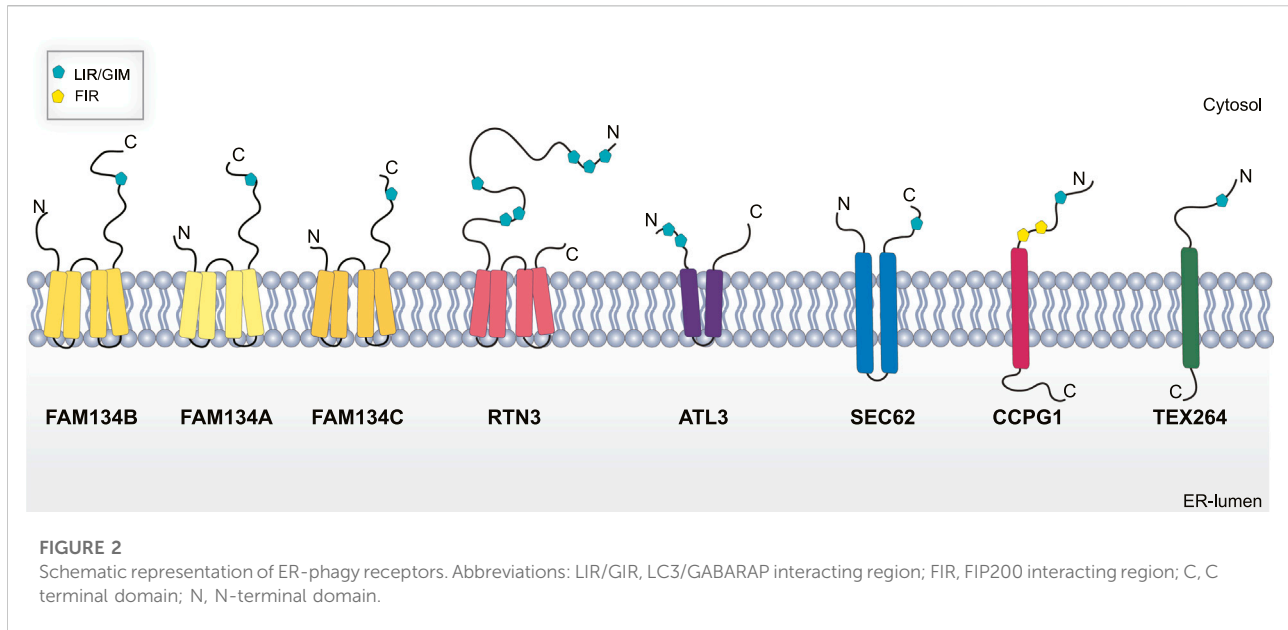 LIR/GIM
FIR
Cytosol
N
C
N
C
N
C
N
C
N
C
N
C
N
C
N
C
FAM134B
FAM134A
FAM134C
RTN3
ATL3
SEC62
CCPG1
TEX264
ER-lumen
FIGURE 2
Schematic representation of ER-phagy receptors. Abbreviations: LIR/GIR, LC3/GABARAP interacting region; FIR, FIP200 interacting region; C, C
terminal domain; N, N-terminal domain.